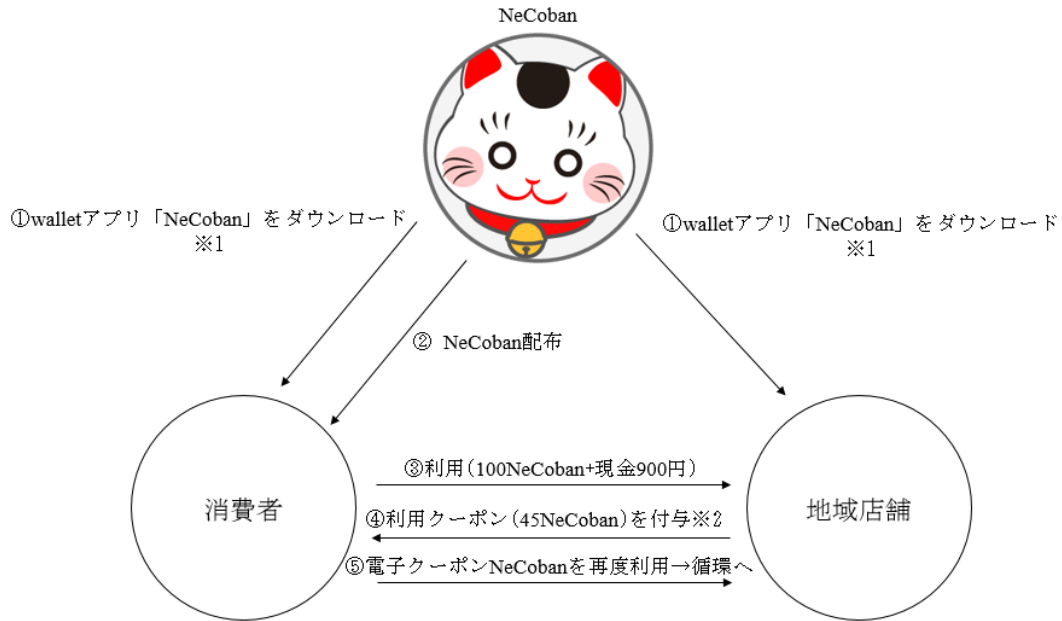 NeCoban
①walletアプリ「NeCoban」をダウンロード
※1
①walletアプリ「NeCoban」をダウンロード
※1
② NeCoban配布
③利用(100NeCoban+現金900円)
消費者
④利用クーポン(45NeCoban)を付与※2
地域店舗
⑤電子クーポンNeCobanを再度利用→循環へ